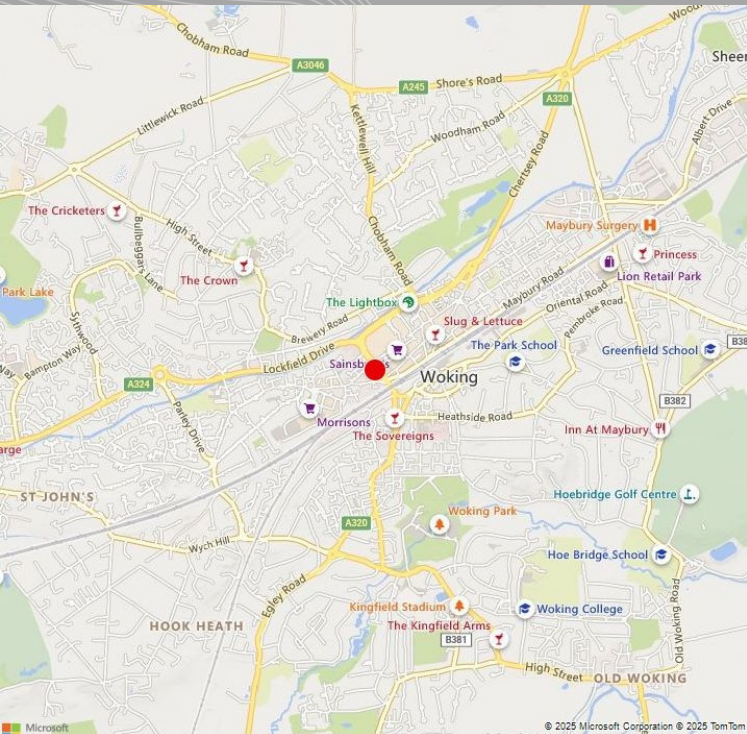 Chobham Road
A3046
A245
Shore's Road
A320
Littlewick Road
Kettlewell Hill
Woodham Road
Chertsey Road
Albert Drive
The Cricketers
Bullbeggars Lane
High Street
The Crown
Chobham Road
Maybury Surgery
Princess
Lion Retail Park
Park Lake
Sythwood
Bampton Way
The Lightbox
Maybury Road
Oriental Road
Pembroke Road
Brewery Road
Slug & Lettuce
The Park School
Greenfield School
Lockfield Drive
Woking
A324
Parley Drive
Morrisons
The Sovereigns
Heathside Road
B382
Inn At Maybury
ST JOHN'S
Hoebridge Golf Centre
Woking Park
A320
Wych Hill
Hoe Bridge School
Egley Road
Kingfield Stadium
Woking College
The Kingfield Arms
HOOK HEATH
B381
Old Woking Road
High Street
OLD WOKING
Microsoft
© 2025 Microsoft Corporation © 2025 TomTom